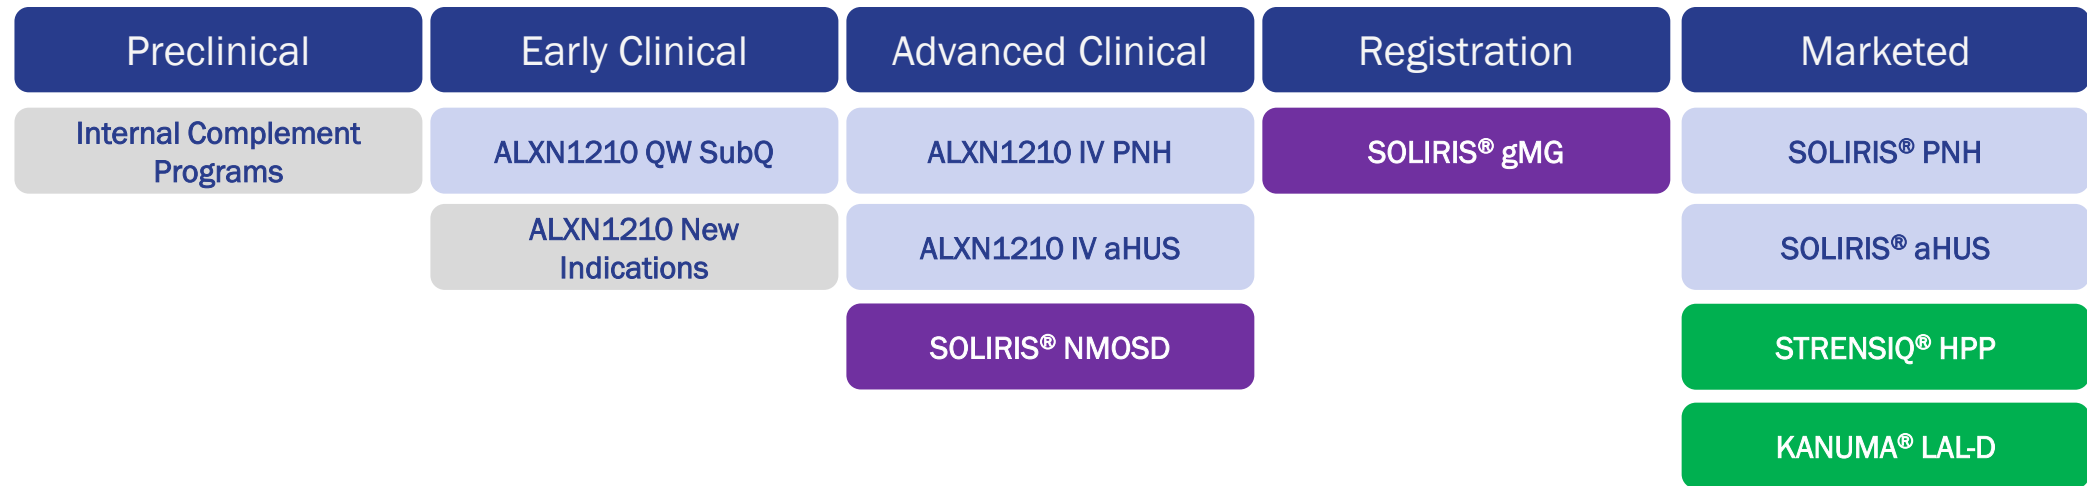 Preclinical
Early Clinical
Advanced Clinical
Registration
Marketed
Internal Complement
Programs
ALXN1210 QW SubQ
ALXN1210 IV PNH
SOLIRIS® gMG
SOLIRIS® PNH
ALXN1210 New
Indications
ALXN1210 IV aHUS
SOLIRIS® aHUS
SOLIRIS® NMOSD
STRENSIQ® HPP
KANUMA® LAL-D